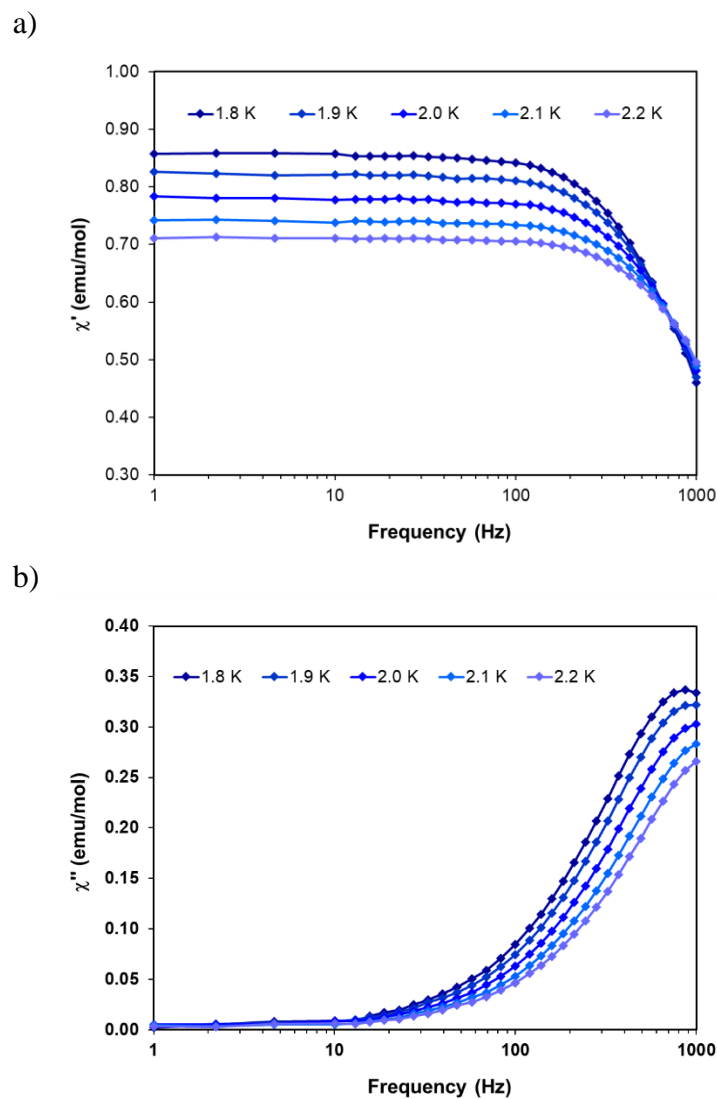 a)
1.00
0.90
0.80
0.70
0.60
0.50
0.40
0.30
1.8 K 1.9 K 2.0 K 2.1 K 2.2 K
χ' (emu/mol)
1 10 100 1000
Frequency (Hz)
b)
0.40
0.35
0.30
0.25
0.20
0.15
0.10
0.05
0.00
1.8 K 1.9 K 2.0 K 2.1 K 2.2 K
χ" (emu/mol)
1 10 100 1000
Frequency (Hz)